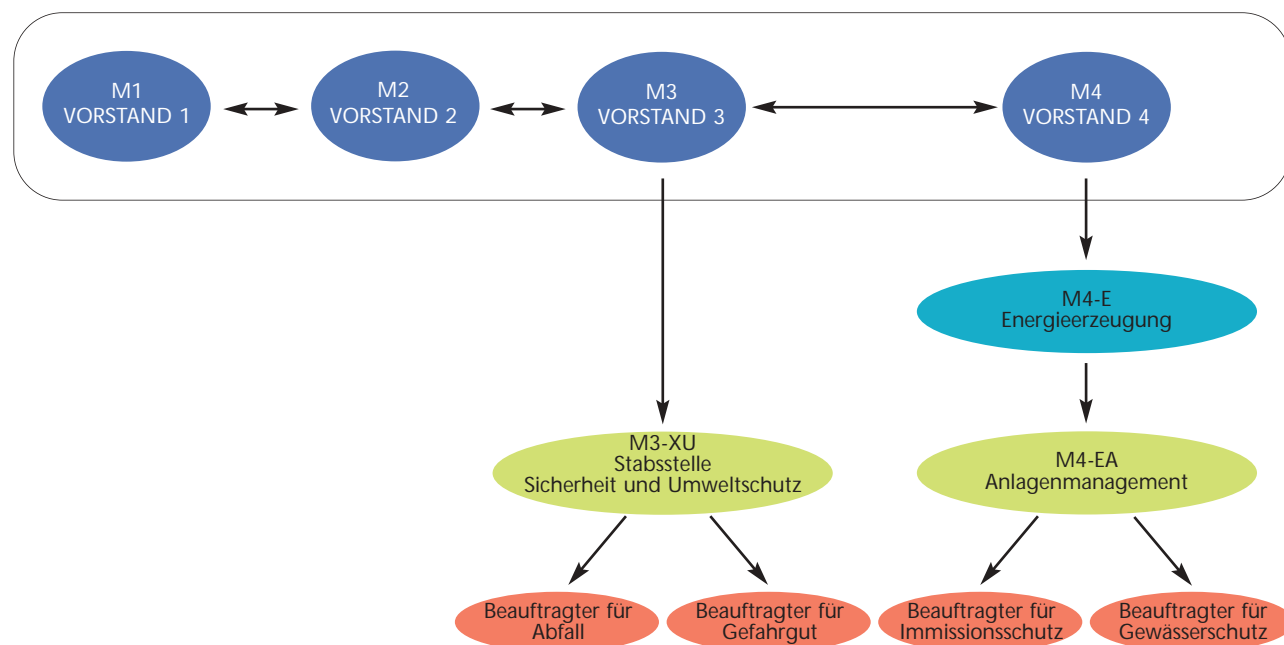 M1
VORSTAND 1
M2
VORSTAND 2
M3
VORSTAND 3
M4
VORSTAND 4
M4-E
Energieerzeugung
M3-XU
Stabsstelle
Sicherheit und Umweltschutz
M4-EA
Anlagenmanagement
Beauftragter für
Abfall
Beauftragter für
Gefahrgut
Beauftragter für
Immissionsschutz
Beauftragter für
Gewässerschutz